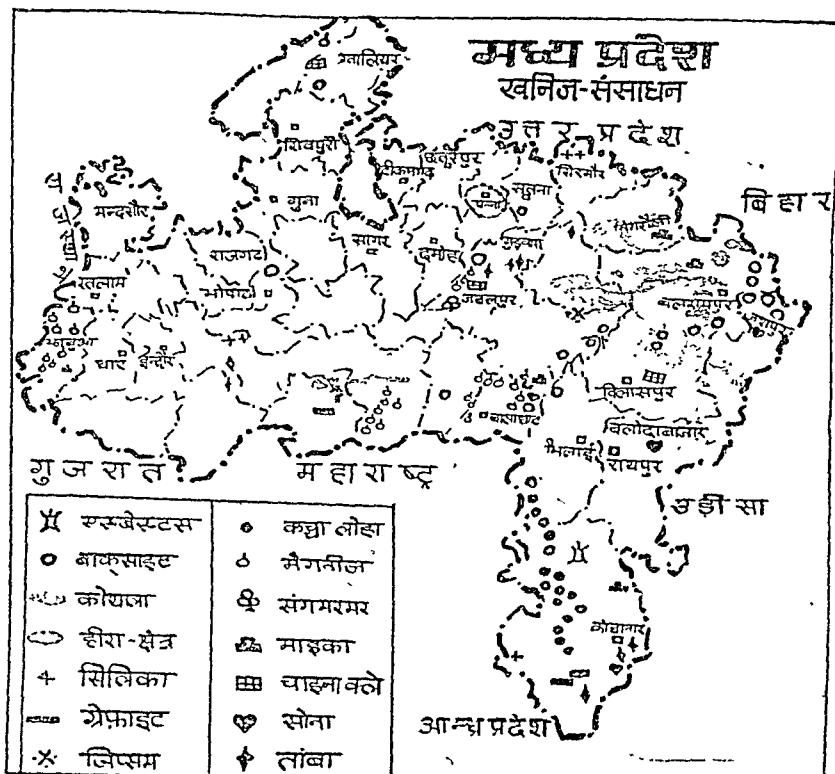 मध्य प्रदेश
खनिज-संसाधन
उत्तर प्रदेश
बिहार
ग्वालियर
शिवपुरी
टीकमगढ़
छतरपुर
पन्ना
सतना
गुना
मन्दसौर
राजगढ
सागर
दमोह
रतलाम
भोपाल
जबलपुर
धार
इन्दौर
बालाघाट
बिलासपुर
भिलाई
रायपुर
गुजरात
महाराष्ट्र
उड़ीसा
आन्ध्र प्रदेश
एस्बेस्टस
बाक्साइट
कोयला
हीरा-क्षेत्र
सिलिका
ग्रेफ़ाइट
जिप्सम
कच्चा लोहा
मैगनीज
संगमरमर
माइका
चाइना क्ले
सोना
तांबा